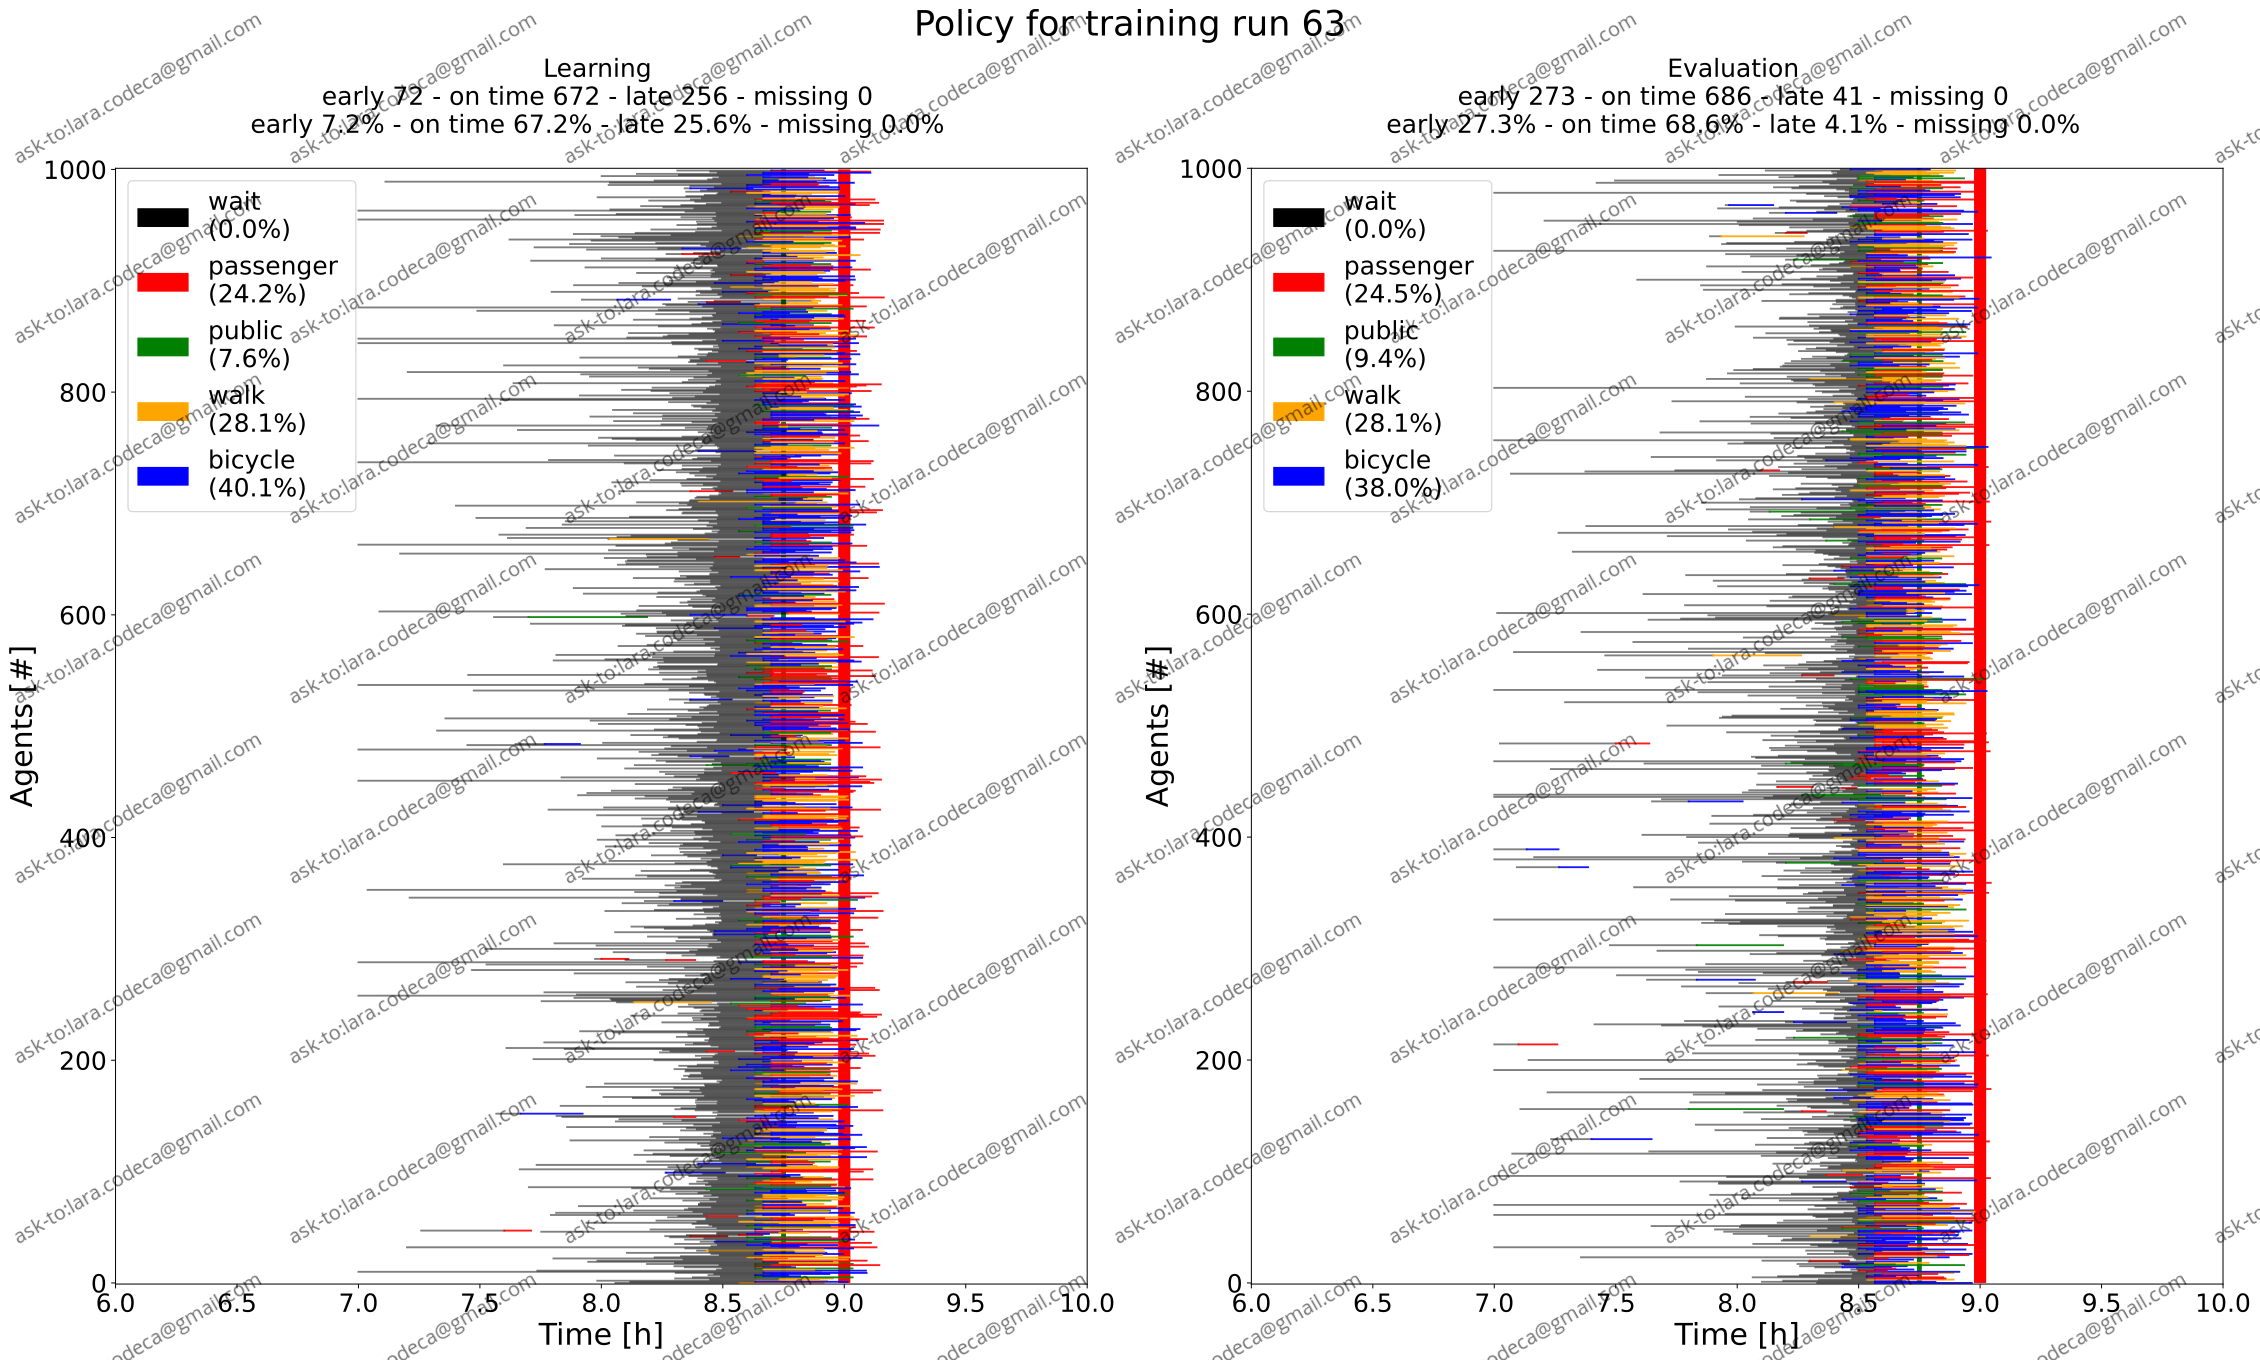 Policy for training run 63
Learning
early 72 - on time 672 - late 256 - missing 0
early 7.2% - on time 67.2% - late 25.6% - missing 0.0%
1000
800
600
400
200
0
Agents [#]
wait
(0.0%)
passenger
(24.2%)
public
(7.6%)
walk
(28.1%)
bicycle
(40.1%)
6.0 6.5 7.0 7.5 8.0 8.5 9.0 9.5 10.0
Time [h]
Evaluation
early 273 - on time 686 - late 41 - missing 0
early 27.3% - on time 68.6% - late 4.1% - missing 0.0%
1000
800
600
400
200
0
Agents [#]
wait
(0.0%)
passenger
(24.5%)
public
(9.4%)
walk
(28.1%)
bicycle
(38.0%)
6.0 6.5 7.0 7.5 8.0 8.5 9.0 9.5 10.0
Time [h]
ask-to:lara.codeca@gmail.com